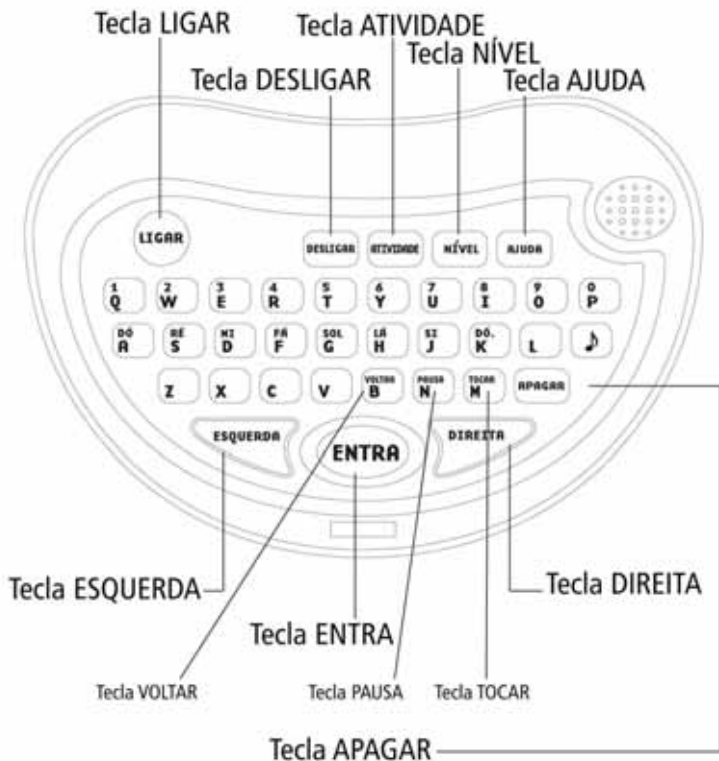 Tecla LIGAR
Tecla ATIVIDADE
Tecla NÍVEL
Tecla DESLIGAR
Tecla AJUDA
LIGAR
DESLIGAR
ATIVIDADE
NÍVEL
AJUDA
1 2 3 4 5 6 7 8 9 0
Q W E R T Y U I O P
DÓ RÉ MI FÁ SOL LÁ SI DÓ.
A S D F G H J K L ♪
VOLTAR PAUSA TOCAR
Z X C V B N M APAGAR
ESQUERDA
ENTRA
DIREITA
Tecla ESQUERDA
Tecla DIREITA
Tecla ENTRA
Tecla VOLTAR
Tecla PAUSA
Tecla TOCAR
Tecla APAGAR